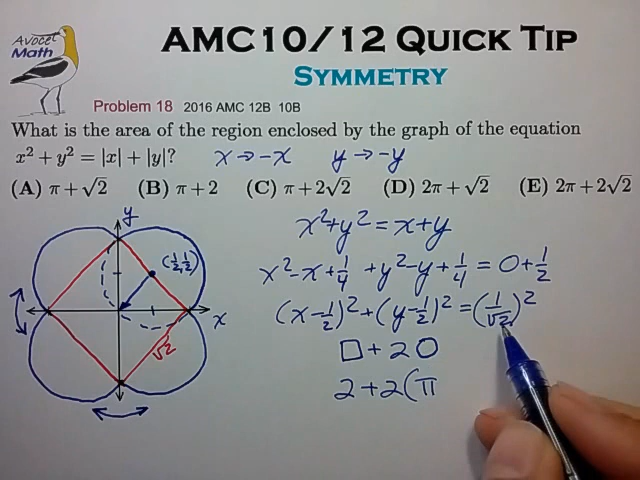 Avocet
Math
AMC10/12 QUICK TIP
SYMMETRY
Problem 18 2016 AMC 12B 10B
What is the area of the region enclosed by the graph of the equation
x² + y² = |x| + |y|? x → -x y → -y
(A) π + √2 (B) π + 2 (C) π + 2√2 (D) 2π + √2 (E) 2π + 2√2
y
x² + y² = x + y
(½, ½)
x² - x + ¼ + y² - y + ¼ = 0 + ½
x
(x - ½)² + (y - ½)² = (1/√2)²
√2
□ + 2○
2 + 2(π